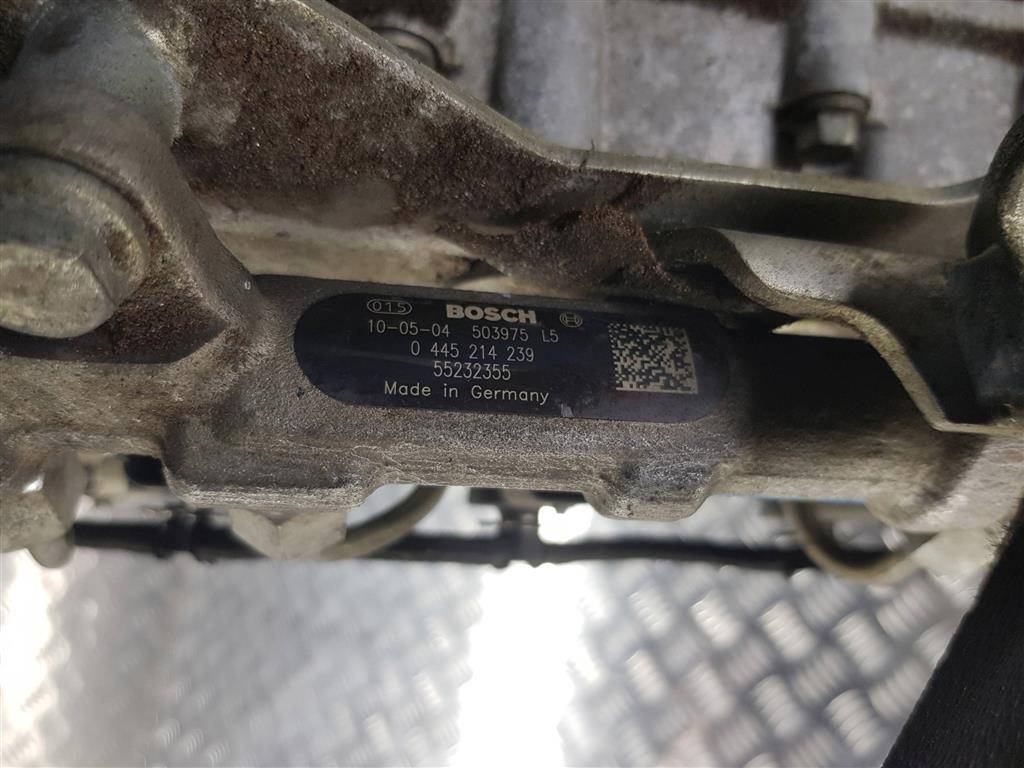 015 BOSCH
10-05-04 503975 L5
0 445 214 239
55232355
Made in Germany